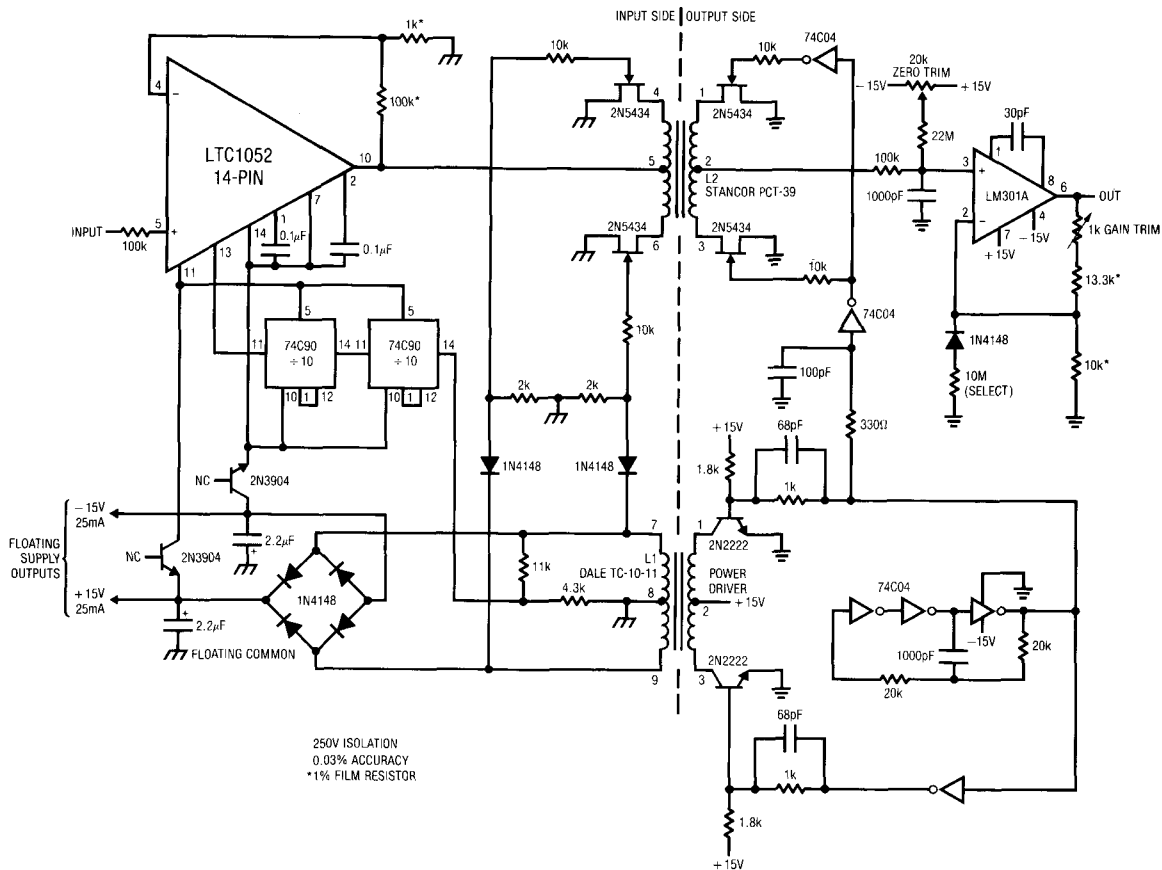 INPUT SIDE OUTPUT SIDE
1k*
4
−
100k*
LTC1052
14-PIN
10
2
7
14
1
0.1µF
0.1µF
INPUT
100k
5
+
13
11
10k
4
2N5434
5
2N5434
6
10k
1
2N5434
10k
74C04
2
L2
STANCOR PCT-39
2N5434
3
10k
74C04
20k
ZERO TRIM
−15V
+15V
22M
30pF
100k
1000pF
3
+
1
8
LM301A
6
OUT
2
−
7
4
−15V
+15V
1k GAIN TRIM
13.3k*
1N4148
10M
(SELECT)
10k*
5
5
11
74C90
÷10
14
11
74C90
÷10
14
10
1
12
10
1
12
2k
2k
1N4148
1N4148
100pF
330Ω
NC
2N3904
−15V
25mA
2.2µF
+
FLOATING
SUPPLY
OUTPUTS
NC
2N3904
+15V
25mA
+
2.2µF
1N4148
FLOATING COMMON
11k
4.3k
7
L1
DALE TC-10-11
8
9
1
POWER
DRIVER
2
+15V
3
+15V
1.8k
68pF
1k
2N2222
2N2222
74C04
−15V
1000pF
20k
20k
68pF
1k
1.8k
+15V
250V ISOLATION
0.03% ACCURACY
*1% FILM RESISTOR